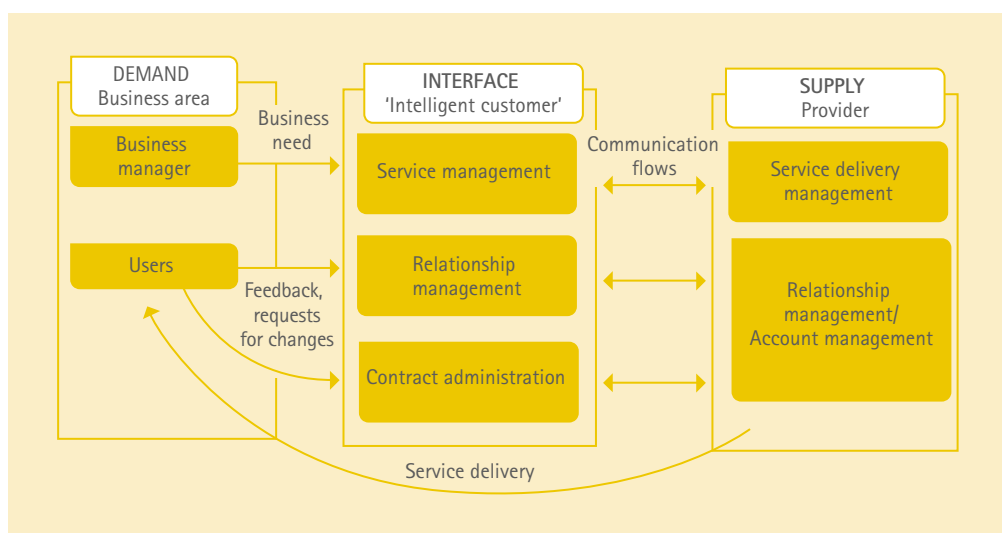 DEMAND
Business area
Business
manager
Users
Business
need
Feedback,
requests
for changes
INTERFACE
‘Intelligent customer’
Service management
Relationship
management
Contract administration
Communication
flows
SUPPLY
Provider
Service delivery
management
Relationship
management/
Account management
Service delivery